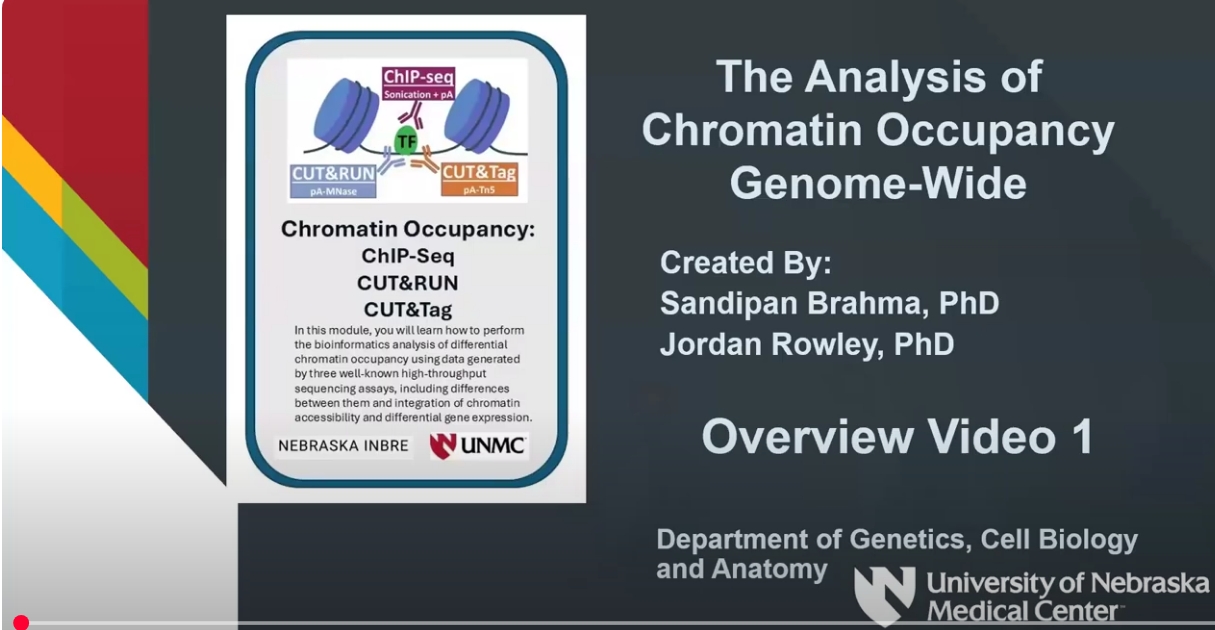 ChIP-seq
Sonication + pA
TF
CUT&RUN
pA-MNase
CUT&Tag
pA-Tn5
Chromatin Occupancy:
ChIP-Seq
CUT&RUN
CUT&Tag
In this module, you will learn how to perform
the bioinformatics analysis of differential
chromatin occupancy using data generated
by three well-known high-throughput
sequencing assays, including differences
between them and integration of chromatin
accessibility and differential gene expression.
NEBRASKA INBRE
UNMC
The Analysis of
Chromatin Occupancy
Genome-Wide
Created By:
Sandipan Brahma, PhD
Jordan Rowley, PhD
Overview Video 1
Department of Genetics, Cell Biology
and Anatomy
University of Nebraska
Medical Center